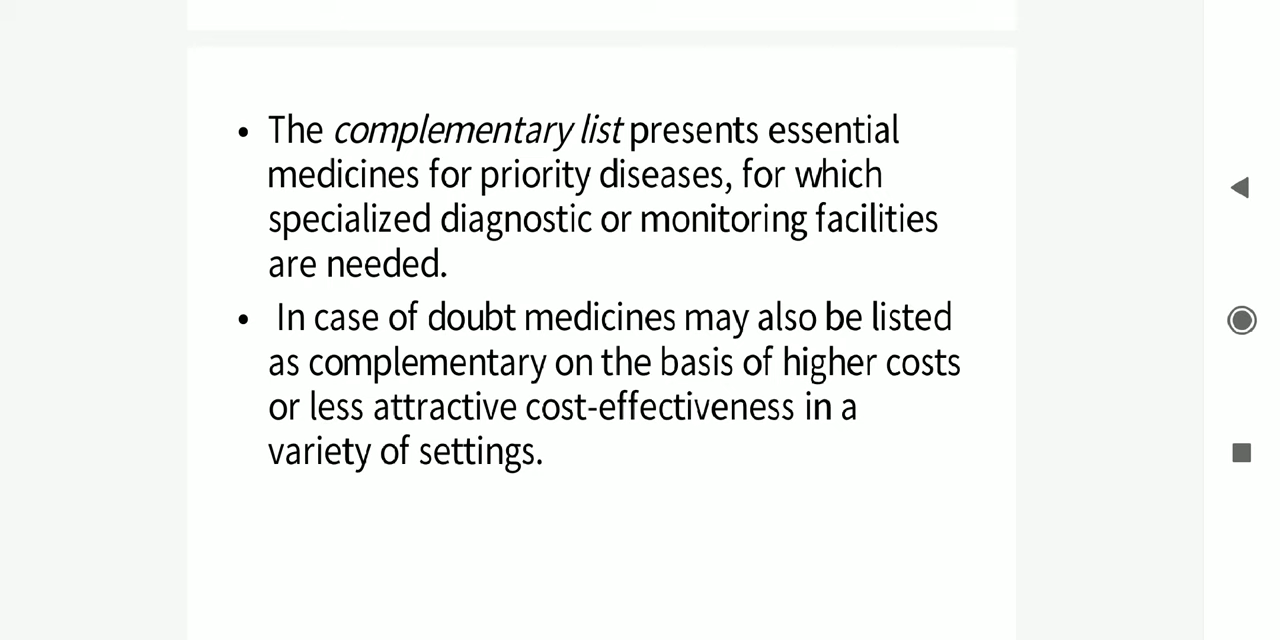 • The complementary list presents essential
medicines for priority diseases, for which
specialized diagnostic or monitoring facilities
are needed.
• In case of doubt medicines may also be listed
as complementary on the basis of higher costs
or less attractive cost-effectiveness in a
variety of settings.